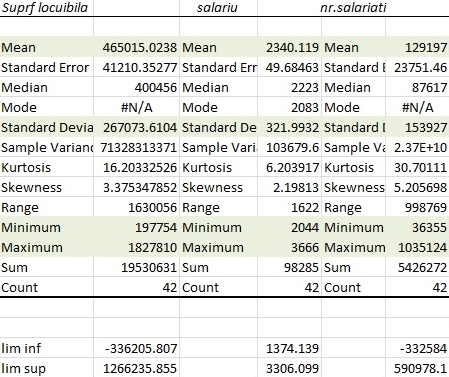 Suprf locuibila salariu nr.salariati
Mean 465015.0238 Mean 2340.119 Mean 129197
Standard Error 41210.35277 Standard Err 49.68463 Standard E 23751.46
Median 400456 Median 2223 Median 87617
Mode #N/A Mode 2083 Mode #N/A
Standard Devia 267073.6104 Standard De 321.9932 Standard D 153927
Sample Varianc 71328313371 Sample Vari 103679.6 Sample Va 2.37E+10
Kurtosis 16.20332526 Kurtosis 6.203917 Kurtosis 30.70111
Skewness 3.375347852 Skewness 2.19813 Skewness 5.205698
Range 1630056 Range 1622 Range 998769
Minimum 197754 Minimum 2044 Minimum 36355
Maximum 1827810 Maximum 3666 Maximum 1035124
Sum 19530631 Sum 98285 Sum 5426272
Count 42 Count 42 Count 42
lim inf -336205.807 1374.139 -332584
lim sup 1266235.855 3306.099 590978.1